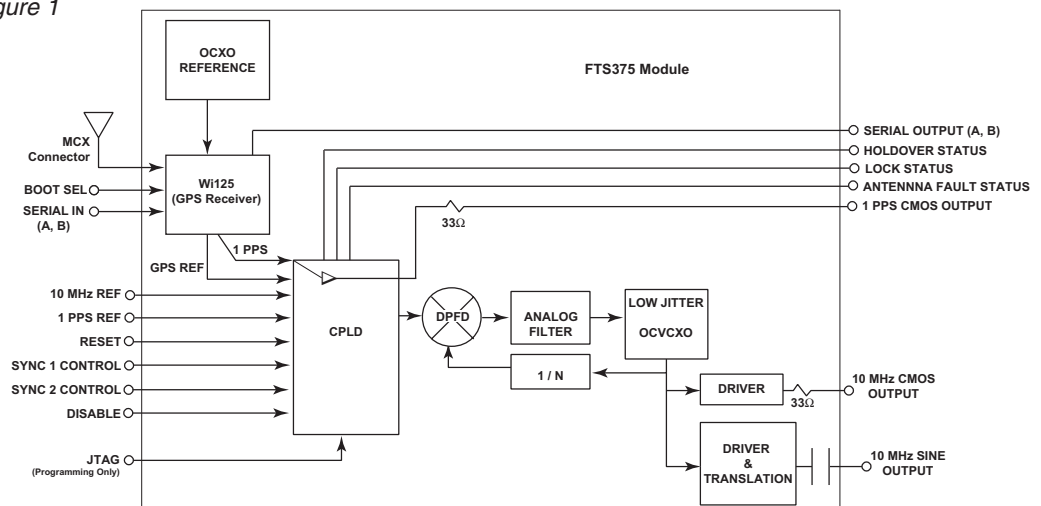 gure 1
OCXO
REFERENCE
FTS375 Module
MCX
Connector
BOOT SEL
SERIAL IN
(A, B)
Wi125
(GPS Receiver)
SERIAL OUTPUT (A, B)
HOLDOVER STATUS
LOCK STATUS
ANTENNNA FAULT STATUS
1 PPS CMOS OUTPUT
33Ω
1 PPS
GPS REF
10 MHz REF
1 PPS REF
RESET
SYNC 1 CONTROL
SYNC 2 CONTROL
DISABLE
JTAG
(Programming Only)
CPLD
DPFD
ANALOG
FILTER
LOW JITTER
OCVCXO
1 / N
DRIVER
33Ω
10 MHz CMOS
OUTPUT
DRIVER
&
TRANSLATION
10 MHz SINE
OUTPUT